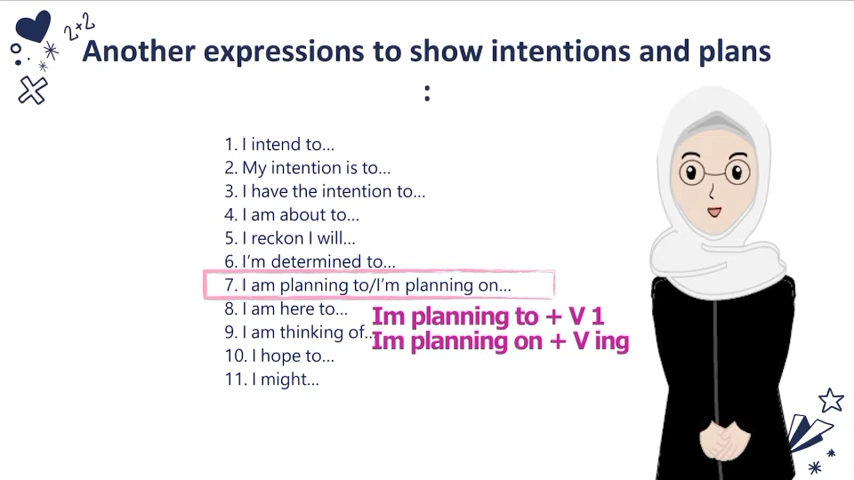 2+2
Another expressions to show intentions and plans
:
1. I intend to...
2. My intention is to...
3. I have the intention to...
4. I am about to...
5. I reckon I will...
6. I'm determined to...
7. I am planning to/I'm planning on...
8. I am here to...
Im planning to + V 1
9. I am thinking of...
Im planning on + V ing
10. I hope to...
11. I might...